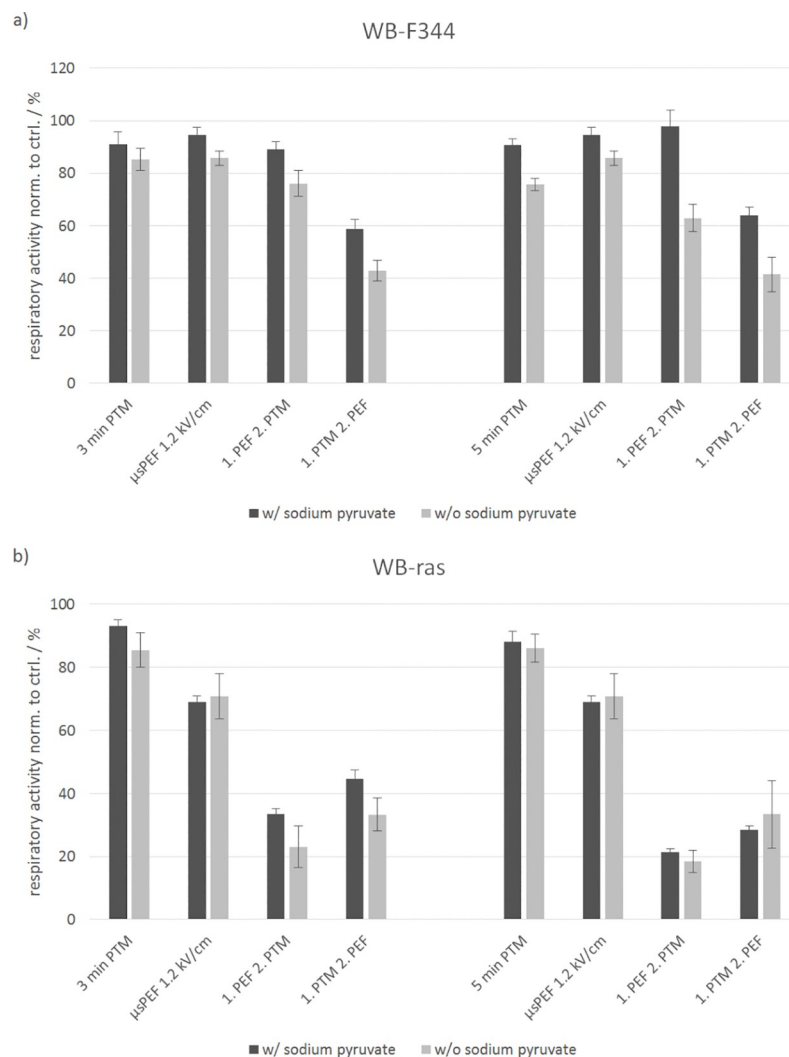 a)
WB-F344
respiratory activity norm. to ctrl. / %
120
100
80
60
40
20
0
3 min PTM
µsPEF 1.2 kV/cm
1. PEF 2. PTM
1. PTM 2. PEF
5 min PTM
µsPEF 1.2 kV/cm
1. PEF 2. PTM
1. PTM 2. PEF
w/ sodium pyruvate w/o sodium pyruvate
b)
WB-ras
respiratory activity norm. to ctrl. / %
100
80
60
40
20
0
3 min PTM
µsPEF 1.2 kV/cm
1. PEF 2. PTM
1. PTM 2. PEF
5 min PTM
µsPEF 1.2 kV/cm
1. PEF 2. PTM
1. PTM 2. PEF
w/ sodium pyruvate w/o sodium pyruvate